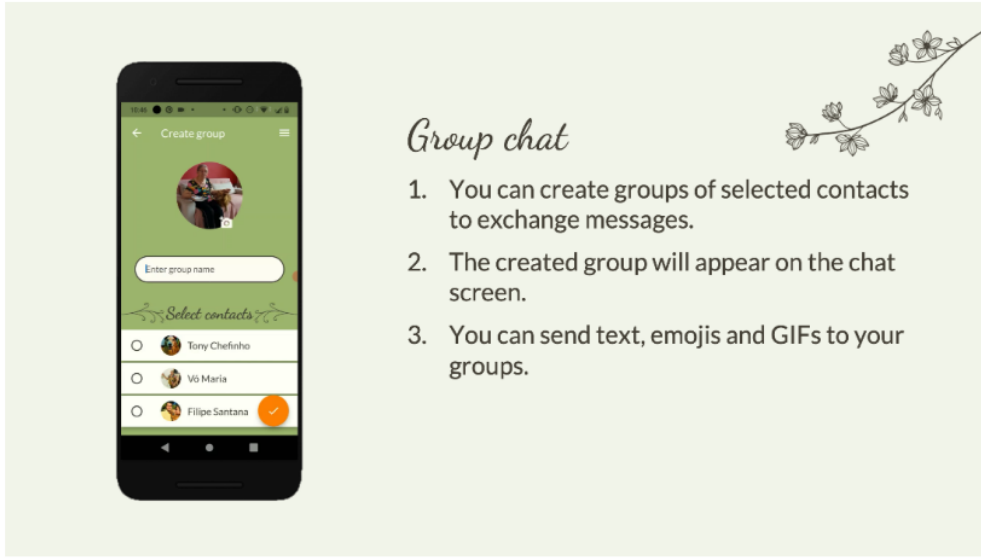 10:46
Create group
Enter group name
Select contacts
Tony Chefinho
Vó Maria
Filipe Santana
Group chat
1. You can create groups of selected contacts
to exchange messages.
2. The created group will appear on the chat
screen.
3. You can send text, emojis and GIFs to your
groups.